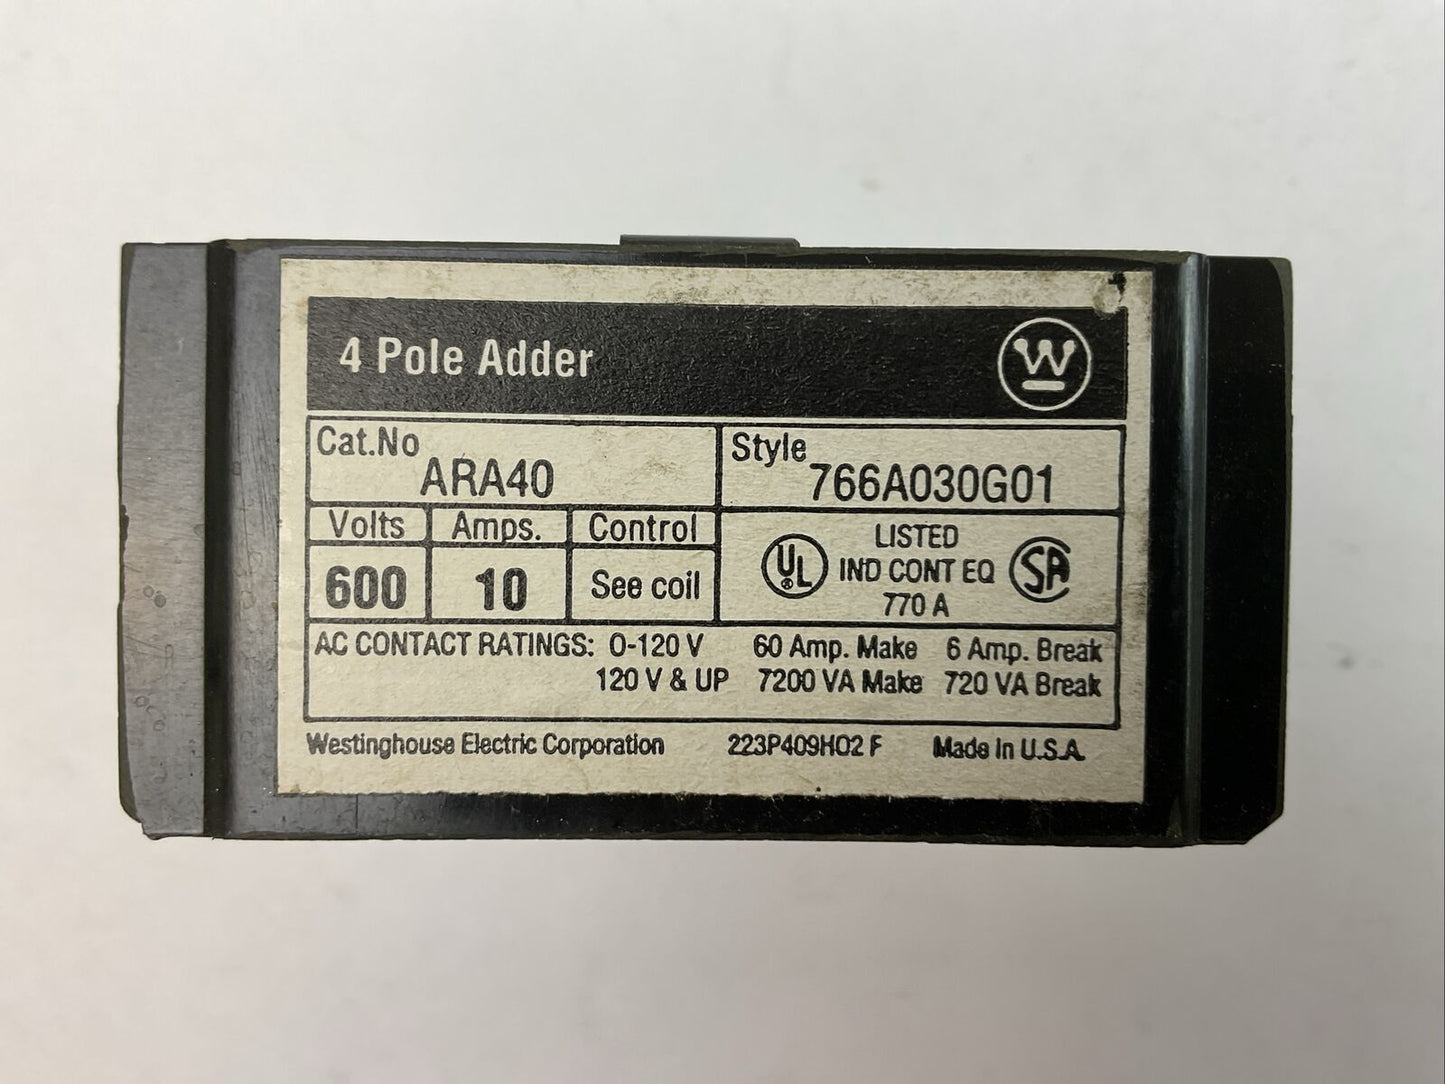 4 Pole Adder
W
Cat.No ARA40
Style 766A030G01
Volts Amps. Control
600 10 See coil
UL ® LISTED IND CONT EQ 770 A SA
AC CONTACT RATINGS: 0-120 V 60 Amp. Make 6 Amp. Break
120 V & UP 7200 VA Make 720 VA Break
Westinghouse Electric Corporation 223P409H02 F Made In U.S.A.